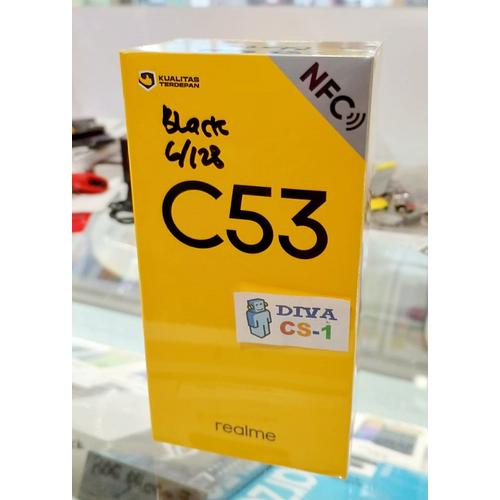 KUALITAS
TERDEPAN
NFC
Black
6/128
C53
DIVA
CS-1
realme